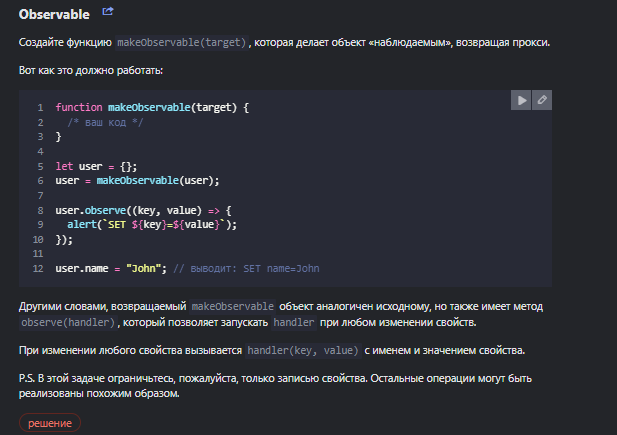 Observable
Создайте функцию makeObservable(target), которая делает объект «наблюдаемым», возвращая прокси.
Вот как это должно работать:
1 function makeObservable(target) {
2 /* ваш код */
3 }
4
5 let user = {};
6 user = makeObservable(user);
7
8 user.observe((key, value) => {
9 alert(`SET ${key}=${value}`);
10 });
11
12 user.name = "John"; // выводит: SET name=John
Другими словами, возвращаемый makeObservable объект аналогичен исходному, но также имеет метод
observe(handler), который позволяет запускать handler при любом изменении свойств.
При изменении любого свойства вызывается handler(key, value) с именем и значением свойства.
P.S. В этой задаче ограничьтесь, пожалуйста, только записью свойства. Остальные операции могут быть
реализованы похожим образом.
решение